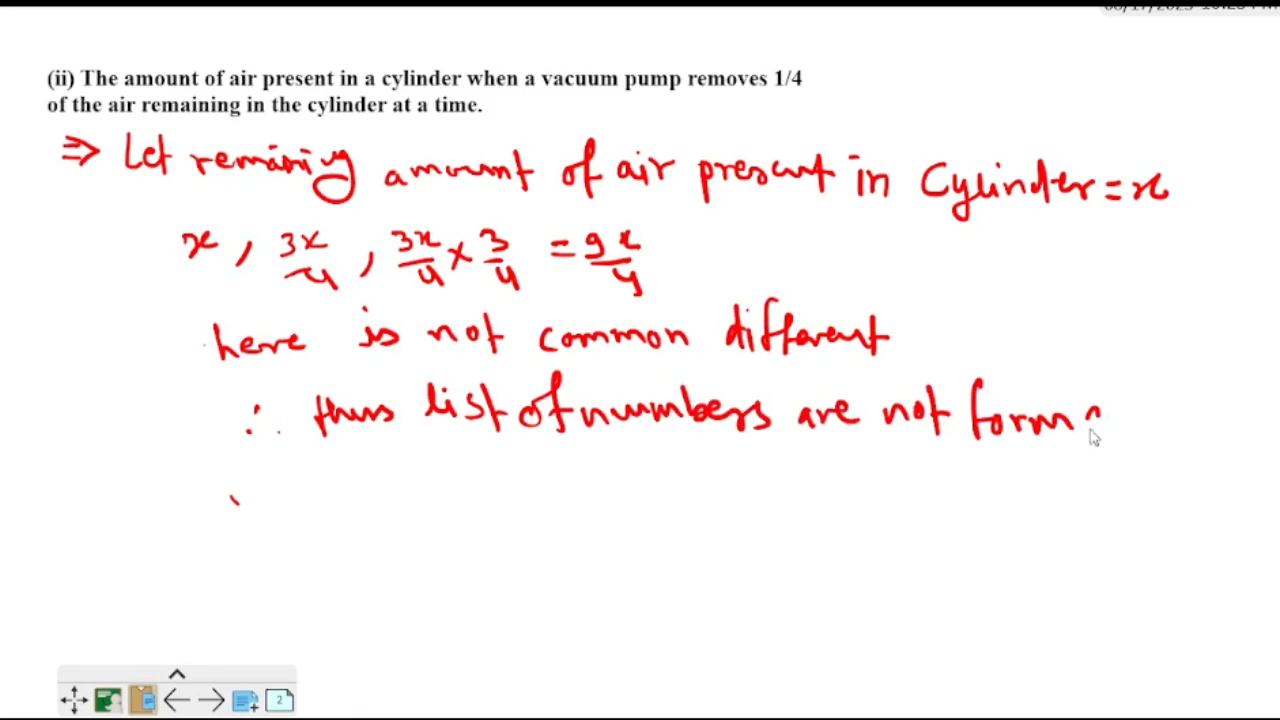 (ii) The amount of air present in a cylinder when a vacuum pump removes 1/4
of the air remaining in the cylinder at a time.
⇒ Let remaining amount of air present in Cylinder = x
x, 3x/4, 3x/4 × 3/4 = 9x/4
here is not common different
∴ thus list of numbers are not form
2